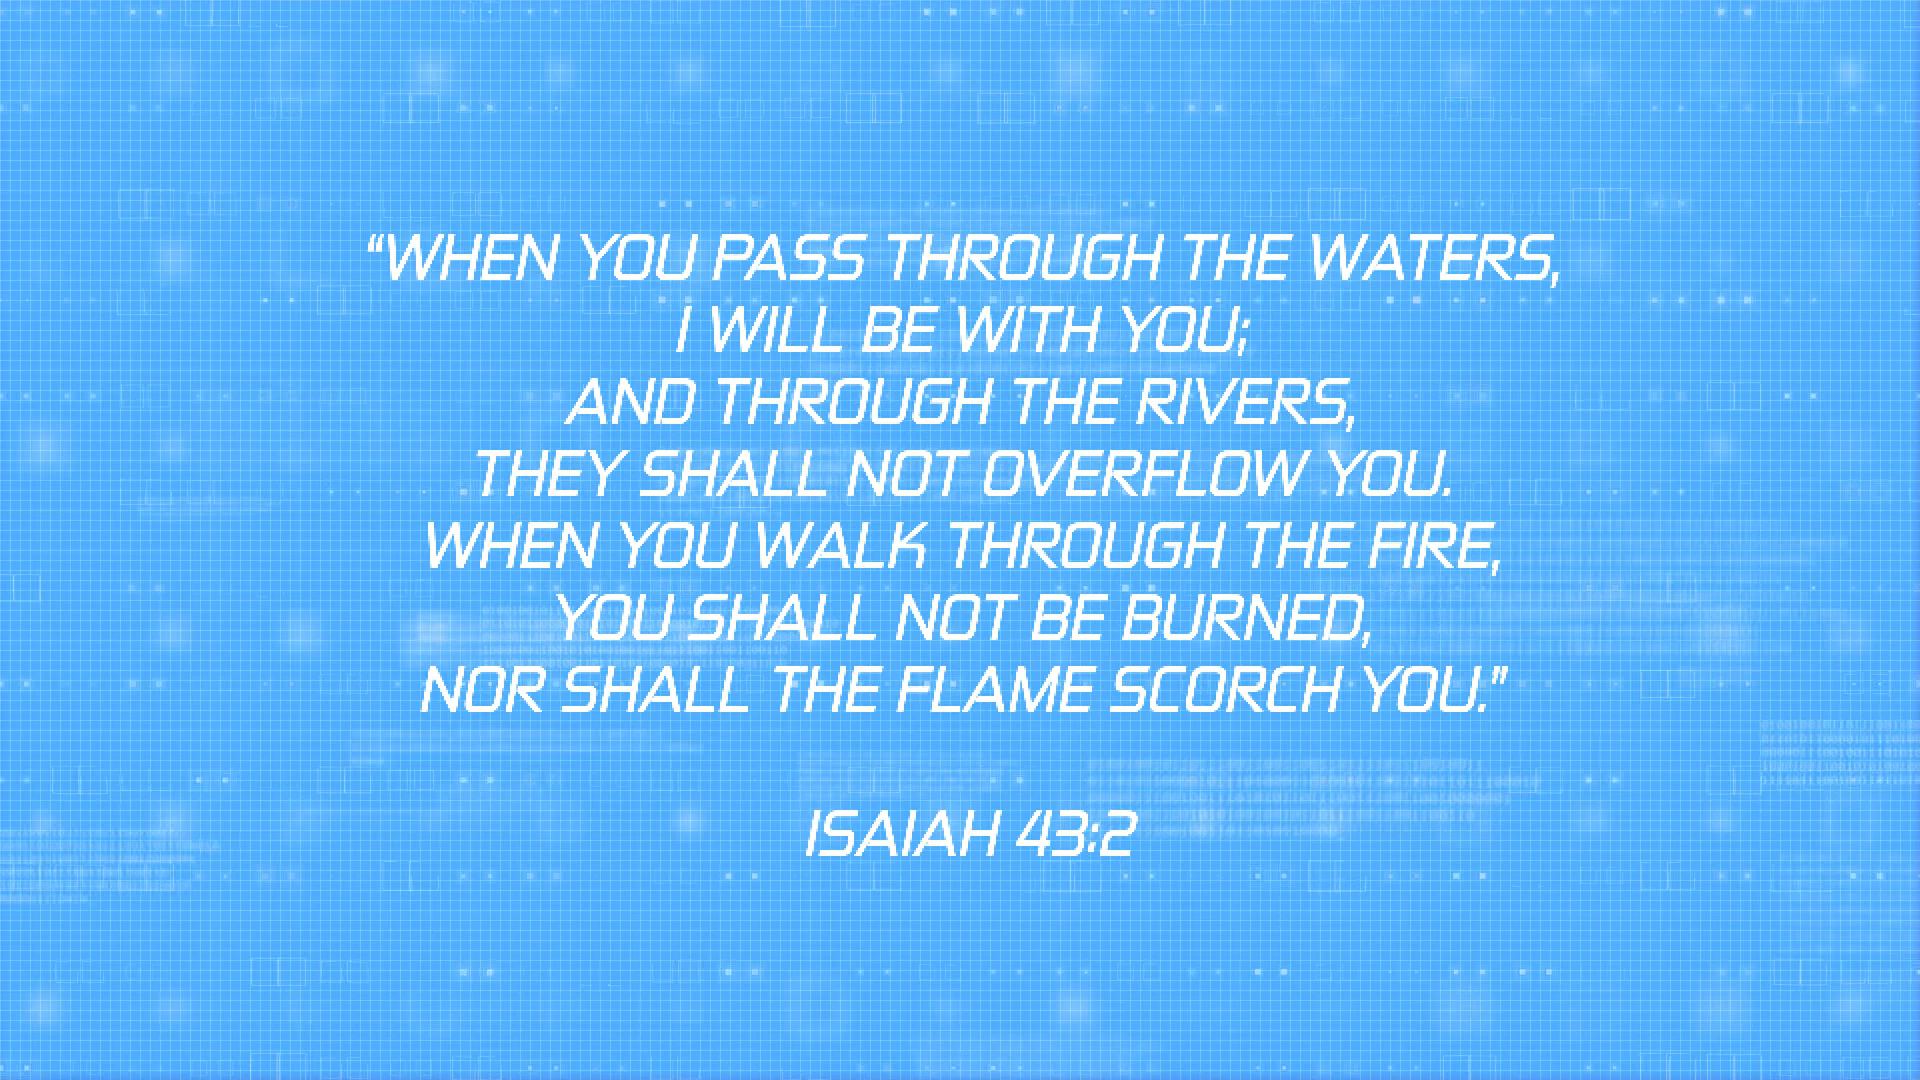 “WHEN YOU PASS THROUGH THE WATERS,
I WILL BE WITH YOU;
AND THROUGH THE RIVERS,
THEY SHALL NOT OVERFLOW YOU.
WHEN YOU WALK THROUGH THE FIRE,
YOU SHALL NOT BE BURNED,
NOR SHALL THE FLAME SCORCH YOU.”
ISAIAH 43:2